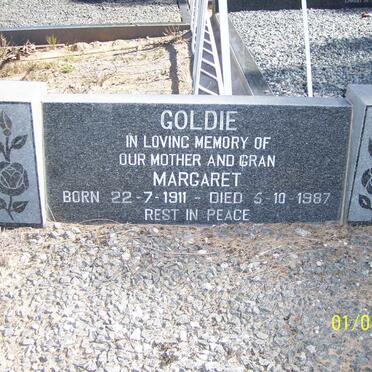 GOLDIE
IN LOVING MEMORY OF
OUR MOTHER AND GRAN
MARGARET
BORN 22-7-1911 - DIED 5-10-1987
REST IN PEACE
01/0